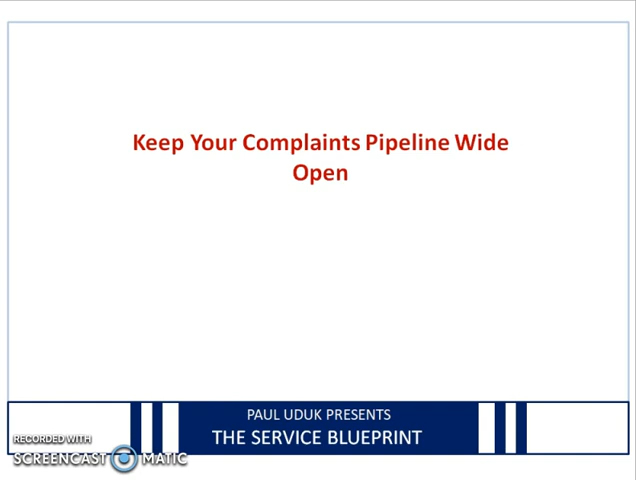 Keep Your Complaints Pipeline Wide
Open
PAUL UDUK PRESENTS
THE SERVICE BLUEPRINT
RECORDED WITH
SCREENCAST MATIC